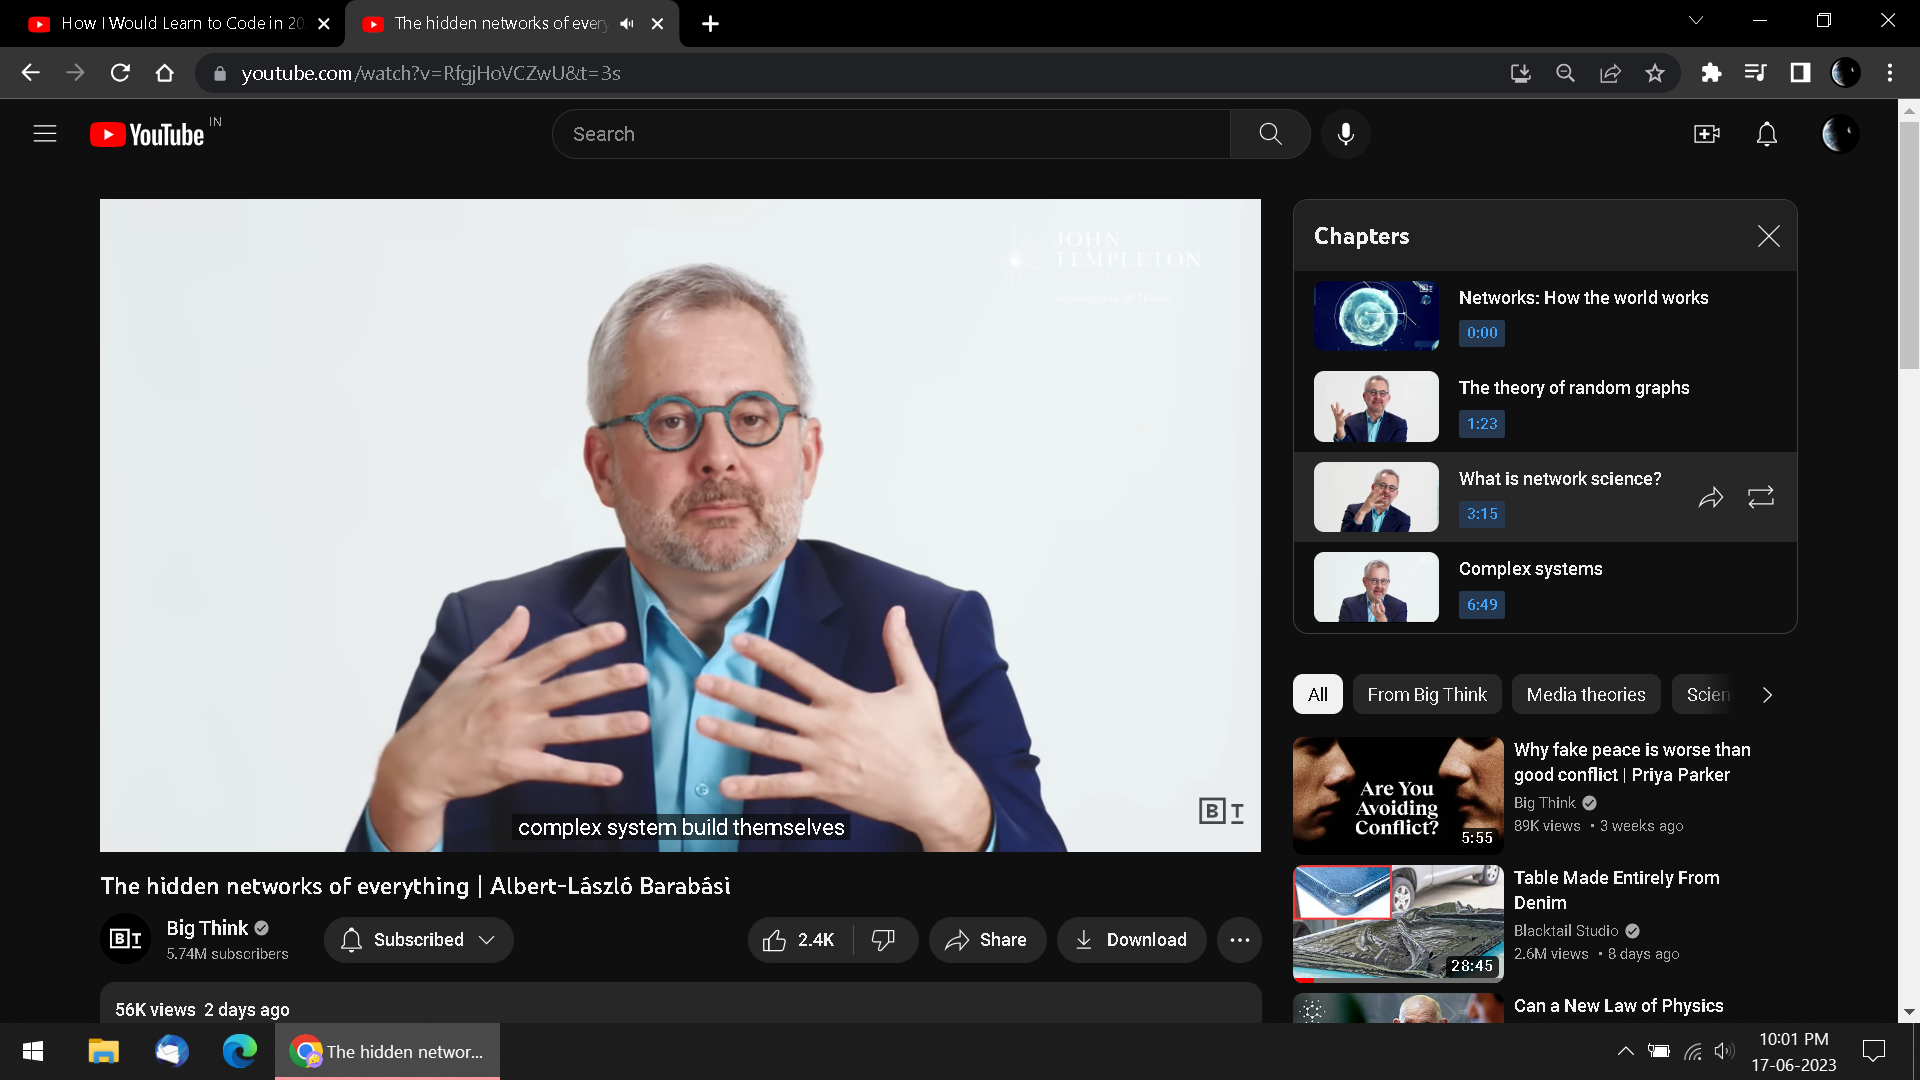 How I Would Learn to Code in 20
The hidden networks of every
youtube.com/watch?v=RfgjHoVCZwU&t=3s
YouTube IN
Search
JOHN
TEMPLETON
Chapters
Networks: How the world works
0:00
The theory of random graphs
1:23
What is network science?
3:15
Complex systems
6:49
complex system build themselves
B T
All
From Big Think
Media theories
Scien
The hidden networks of everything | Albert-László Barabási
B T
Big Think
5.74M subscribers
Subscribed
2.4K
Share
Download
56K views 2 days ago
Are You
Avoiding
Conflict?
5:55
Why fake peace is worse than
good conflict | Priya Parker
Big Think
89K views • 3 weeks ago
28:45
Table Made Entirely From
Denim
Blacktail Studio
2.6M views • 8 days ago
Can a New Law of Physics
The hidden networ...
10:01 PM
17-06-2023